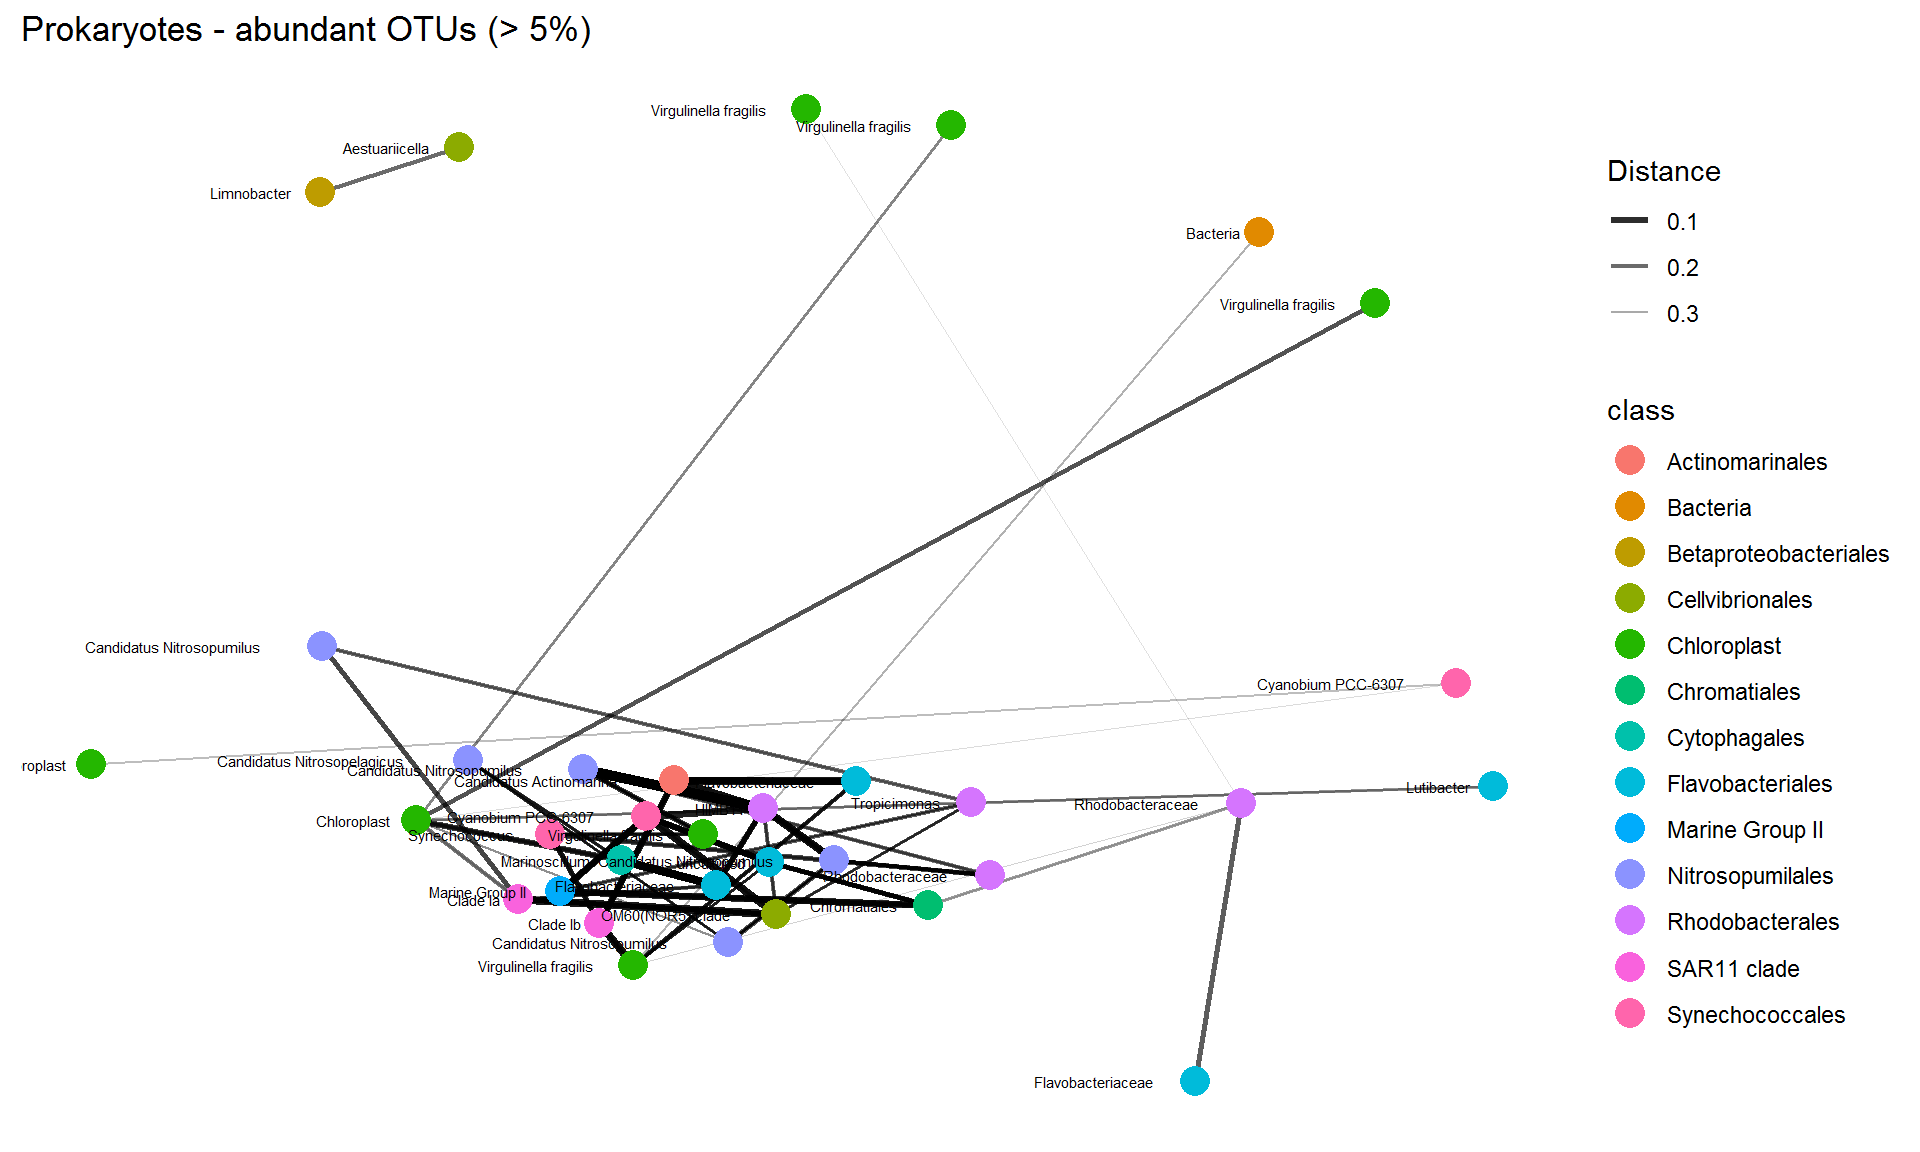 Prokaryotes - abundant OTUs (> 5%)
Virgulinella fragilis
Virgulinella fragilis
Aestuariicella
Limnobacter
Bacteria
Virgulinella fragilis
Candidatus Nitrosopumilus
Cyanobium PCC-6307
roplast
Candidatus Nitrosopelagicus
Candidatus Nitrosopumilus
Candidatus Actinomarina
Flavobacteriaceae
Lutibacter
Tropicimonas
Rhodobacteraceae
Chloroplast
Cyanobium PCC-6307
Synechococcus
Virgulinella fragilis
Marinoscillum
Candidatus Nitrosopumilus
Rhodobacteraceae
Flavobacteriaceae
Marine Group II
Clade Ia
Chromatiales
OM60(NOR5) clade
Clade Ib
Candidatus Nitrosopumilus
Virgulinella fragilis
Flavobacteriaceae
Distance
0.1
0.2
0.3
class
Actinomarinales
Bacteria
Betaproteobacteriales
Cellvibrionales
Chloroplast
Chromatiales
Cytophagales
Flavobacteriales
Marine Group II
Nitrosopumilales
Rhodobacterales
SAR11 clade
Synechococcales